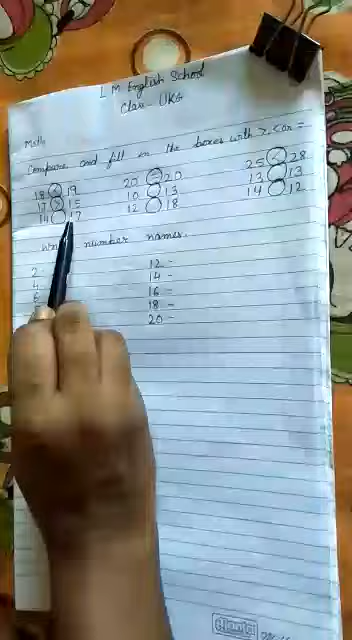 L M English School
Class- UKG
Math
Compare and fill in the boxes with >,< or =
18 < 19 20 = 20 25 < 28
17 > 15 10 ○ 13 13 ○ 13
14 ○ 17 12 ○ 18 14 ○ 12
number names.
2 12 -
4 14 -
6 16 -
18 -
20 -